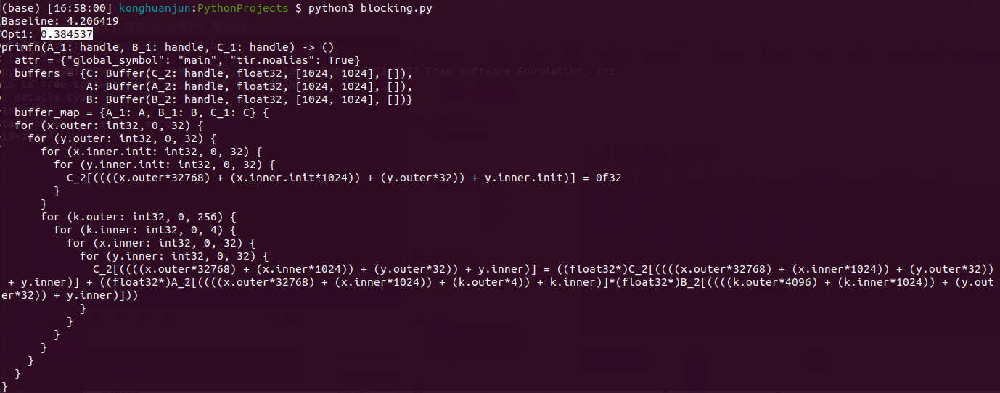 (base) [16:58:00] konghuanjun:PythonProjects $ python3 blocking.py
Baseline: 4.206419
Opt1: 0.384537
primfn(A_1: handle, B_1: handle, C_1: handle) -> ()
  attr = {"global_symbol": "main", "tir.noalias": True}
  buffers = {C: Buffer(C_2: handle, float32, [1024, 1024], []),
             A: Buffer(A_2: handle, float32, [1024, 1024], []),
             B: Buffer(B_2: handle, float32, [1024, 1024], [])}
  buffer_map = {A_1: A, B_1: B, C_1: C} {
  for (x.outer: int32, 0, 32) {
    for (y.outer: int32, 0, 32) {
      for (x.inner.init: int32, 0, 32) {
        for (y.inner.init: int32, 0, 32) {
          C_2[((((x.outer*32768) + (x.inner.init*1024)) + (y.outer*32)) + y.inner.init)] = 0f32
        }
      }
      for (k.outer: int32, 0, 256) {
        for (k.inner: int32, 0, 4) {
          for (x.inner: int32, 0, 32) {
            for (y.inner: int32, 0, 32) {
              C_2[((((x.outer*32768) + (x.inner*1024)) + (y.outer*32)) + y.inner)] = ((float32*)C_2[((((x.outer*32768) + (x.inner*1024)) + (y.outer*32))
 + y.inner)] + ((float32*)A_2[((((x.outer*32768) + (x.inner*1024)) + (k.outer*4)) + k.inner)]*(float32*)B_2[((((k.outer*4096) + (k.inner*1024)) + (y.out
er*32)) + y.inner)]))
            }
          }
        }
      }
    }
  }
}